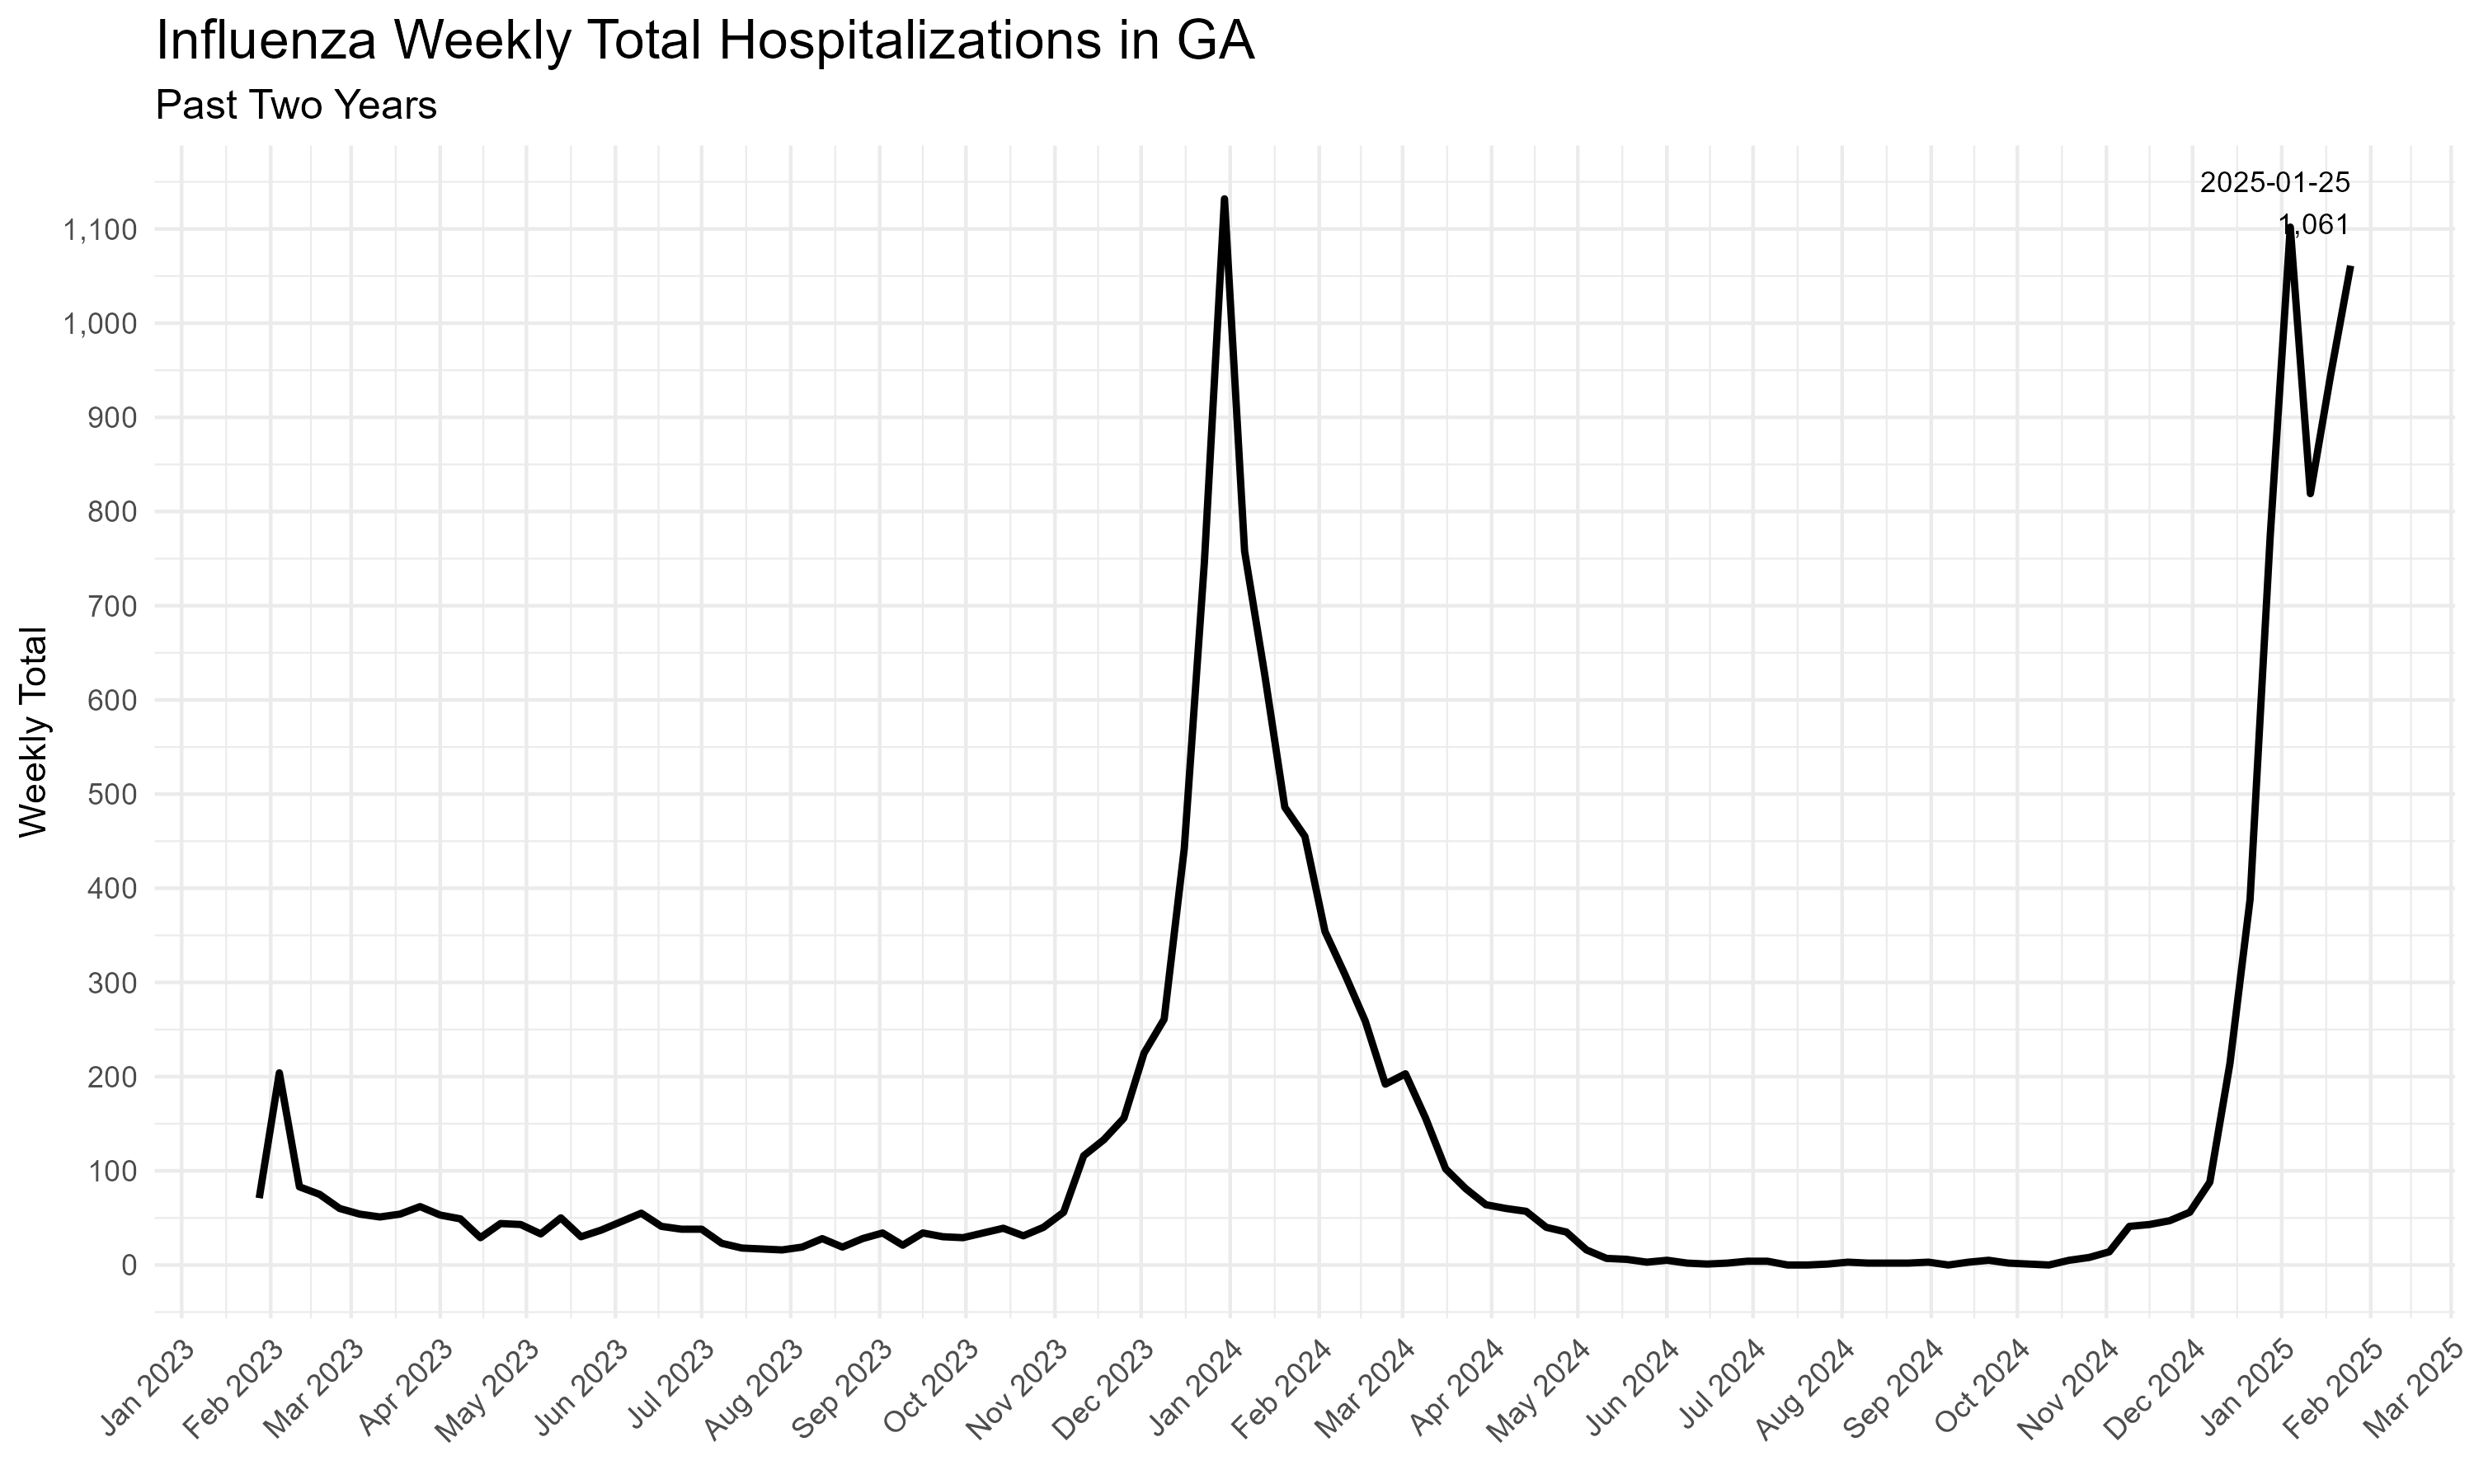 Influenza Weekly Total Hospitalizations in GA
Past Two Years
2025-01-25
1,061
1,100
1,000
900
800
700
600
500
400
300
200
100
0
Weekly Total
Jan 2023
Feb 2023
Mar 2023
Apr 2023
May 2023
Jun 2023
Jul 2023
Aug 2023
Sep 2023
Oct 2023
Nov 2023
Dec 2023
Jan 2024
Feb 2024
Mar 2024
Apr 2024
May 2024
Jun 2024
Jul 2024
Aug 2024
Sep 2024
Oct 2024
Nov 2024
Dec 2024
Jan 2025
Feb 2025
Mar 2025